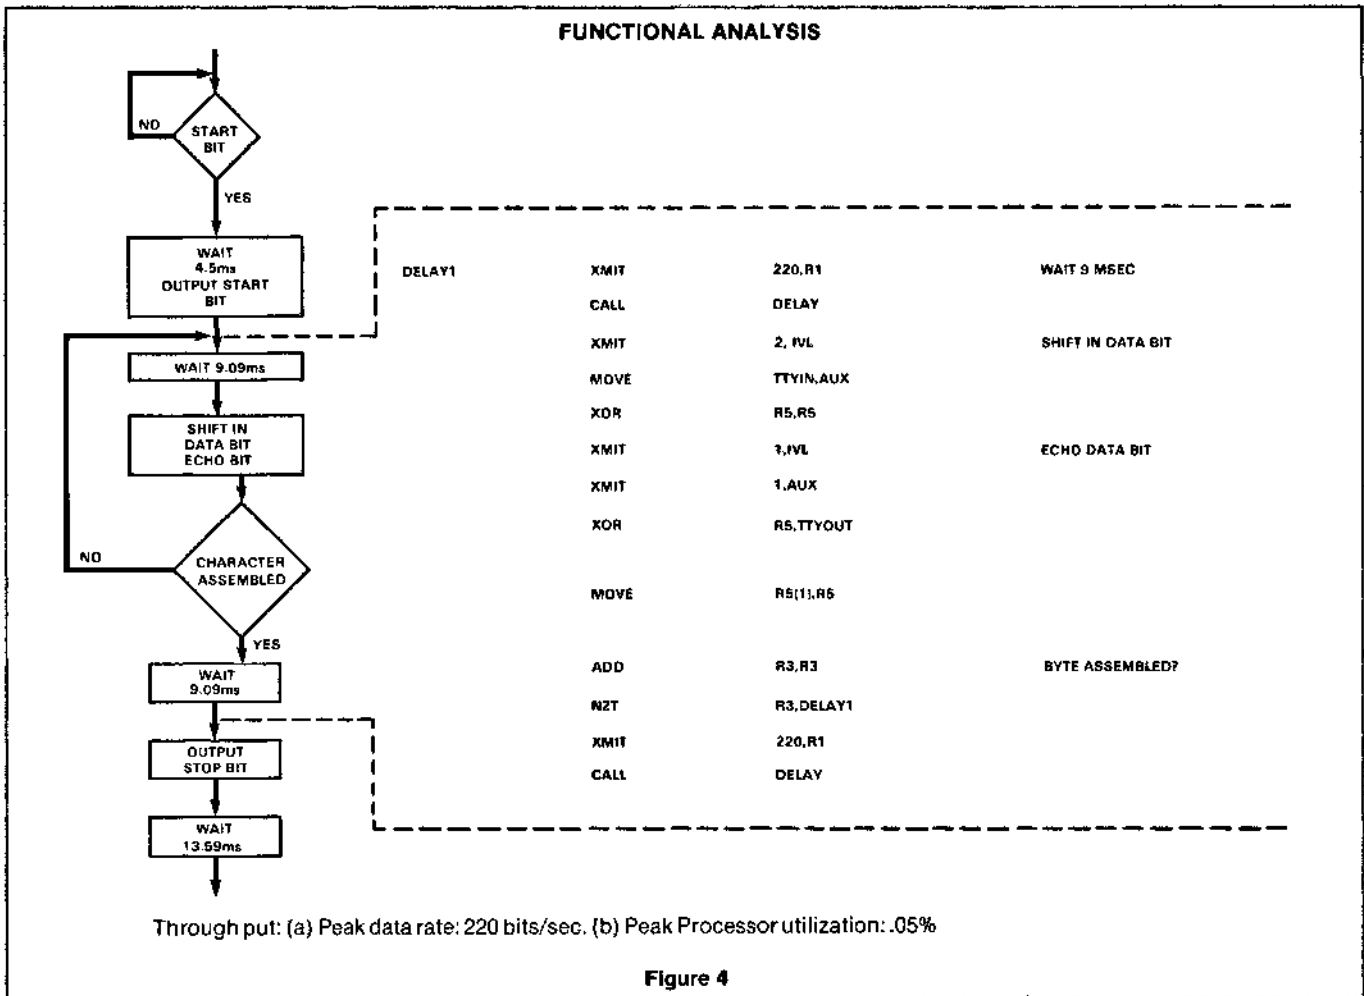 FUNCTIONAL ANALYSIS
START
BIT
NO
YES
WAIT
4.5ms
OUTPUT START
BIT
WAIT 9.09ms
SHIFT IN
DATA BIT
ECHO BIT
CHARACTER
ASSEMBLED
NO
YES
WAIT
9.09ms
OUTPUT
STOP BIT
WAIT
13.59ms
DELAY1 XMIT 220,R1 WAIT 9 MSEC
CALL DELAY
XMIT 2, IVL SHIFT IN DATA BIT
MOVE TTYIN,AUX
XOR R5,R5
XMIT 1,IVL ECHO DATA BIT
XMIT 1,AUX
XOR R5,TTYOUT
MOVE R5(1),R5
ADD R3,R3 BYTE ASSEMBLED?
NZT R3,DELAY1
XMIT 220,R1
CALL DELAY
Through put: (a) Peak data rate: 220 bits/sec. (b) Peak Processor utilization: .05%
Figure 4